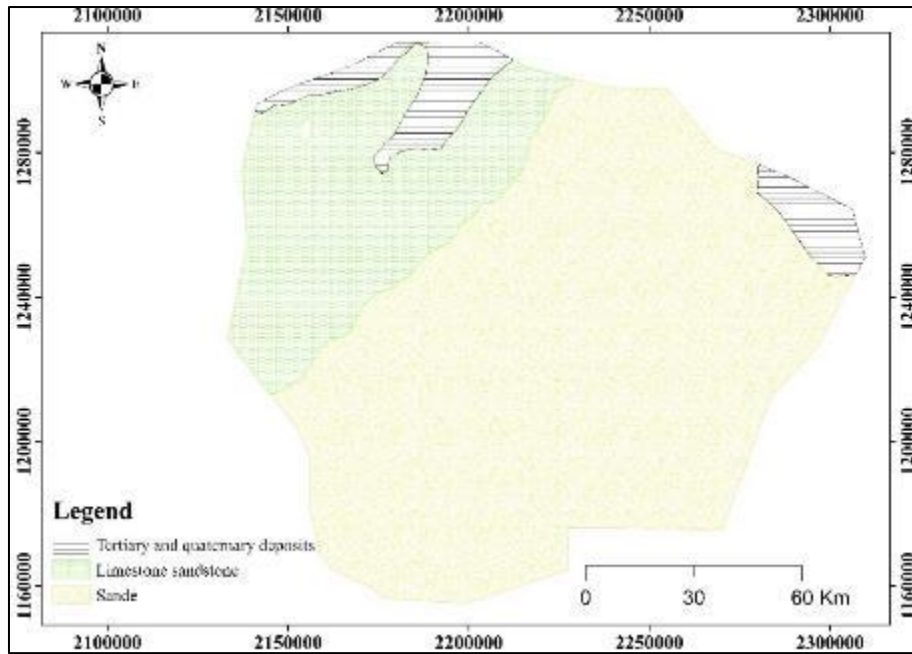 2100000 2150000 2200000 2250000 2300000
N
W E
S
1280000 1280000
1240000 1240000
1200000 1200000
1160000 1160000
Legend
Tertiary and quaternary deposits
Limestone sandstone
Sande
0 30 60 Km
2100000 2150000 2200000 2250000 2300000